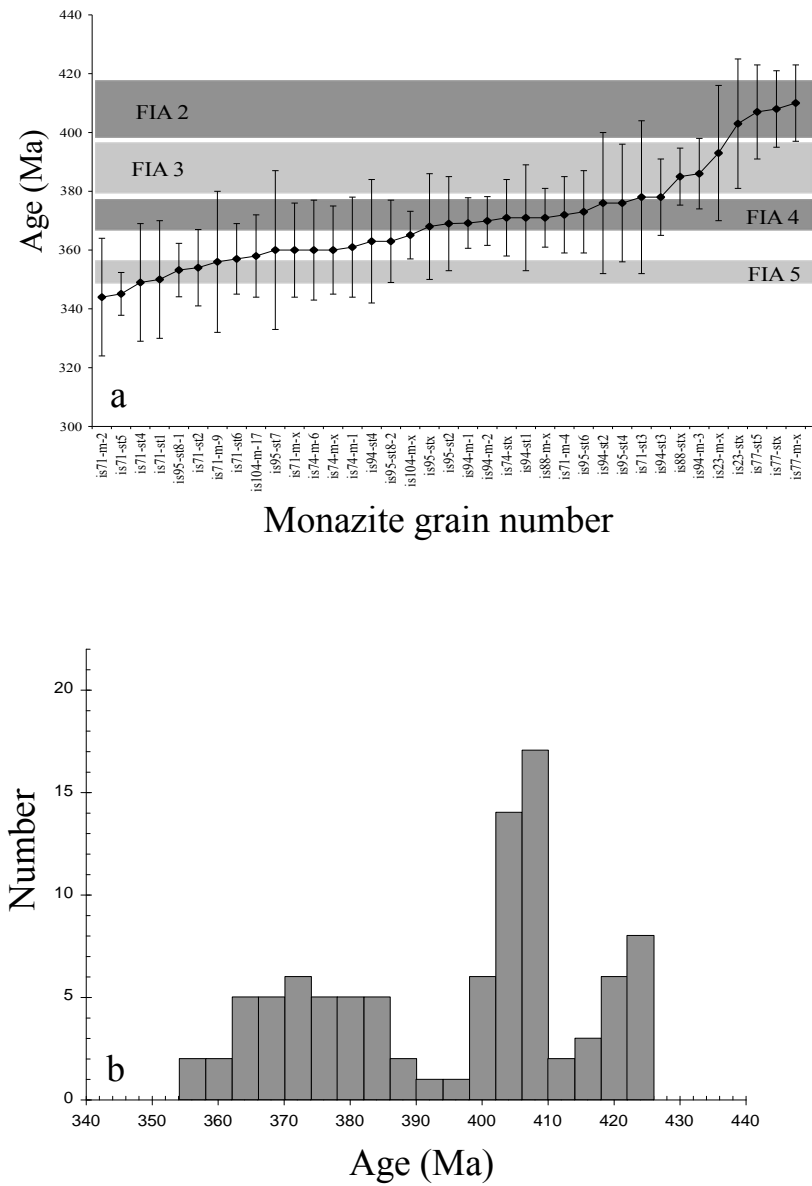 440
420
400
380
360
340
320
300
Age (Ma)
FIA 2
FIA 3
FIA 4
FIA 5
a
is71-m-2
is71-st5
is71-st4
is71-st1
is95-st8-1
is71-st2
is71-m-9
is71-st6
is104-m-17
is95-st7
is71-m-x
is74-m-6
is74-m-x
is74-m-1
is94-st4
is95-st8-2
is104-m-x
is95-stx
is95-st2
is94-m-1
is94-m-2
is74-stx
is94-st1
is88-m-x
is71-m-4
is95-st6
is94-st2
is95-st4
is71-st3
is94-st3
is88-stx
is94-m-3
is23-m-x
is23-stx
is77-st5
is77-stx
is77-m-x
Monazite grain number
20
15
10
5
0
Number
b
340 350 360 370 380 390 400 410 420 430 440
Age (Ma)